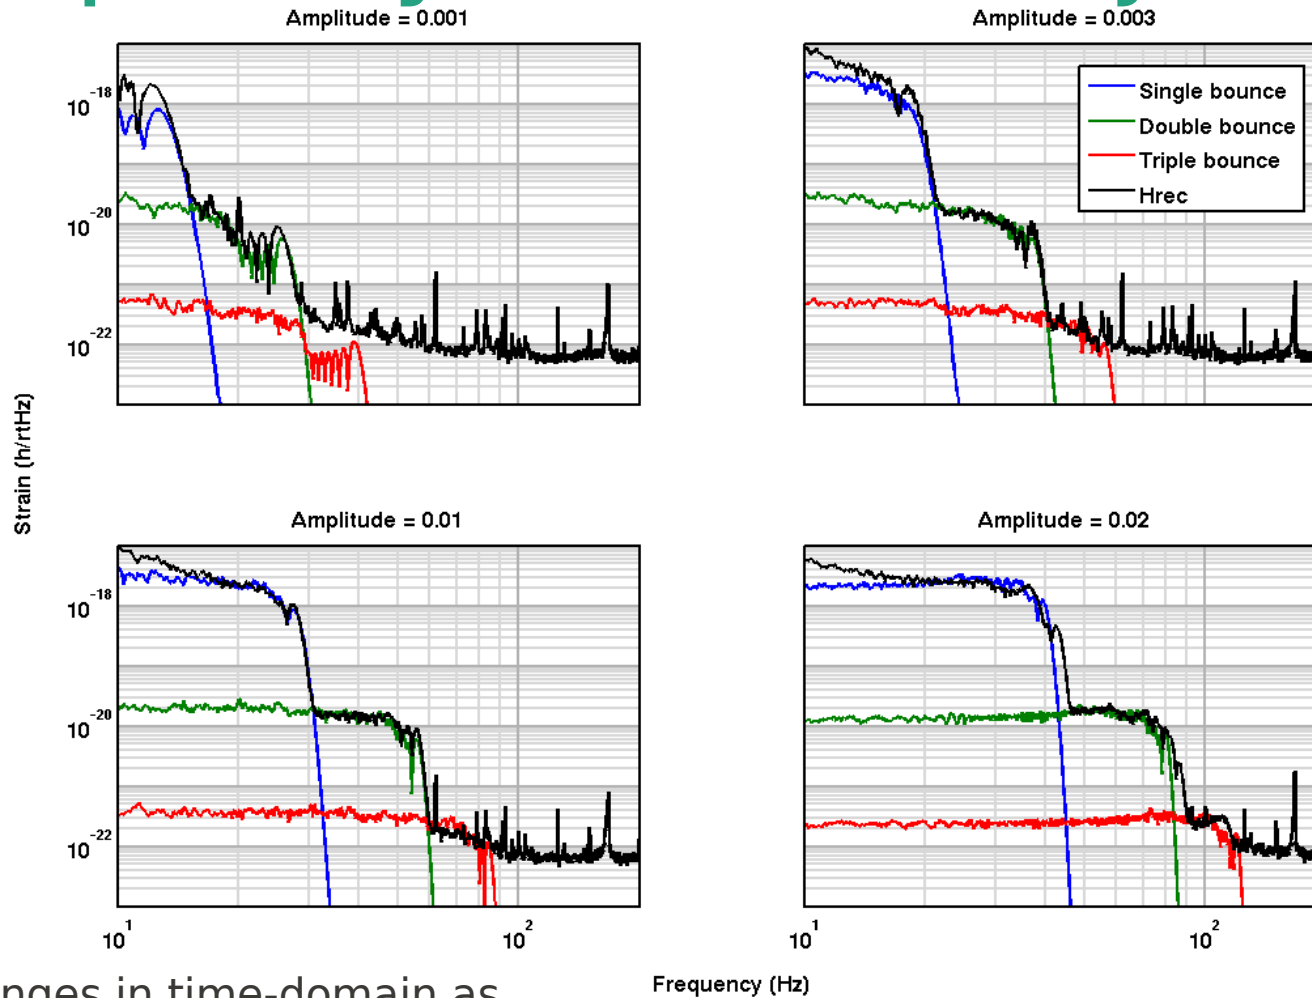 Amplitude = 0.001
Amplitude = 0.003
Single bounce
Double bounce
Triple bounce
Hrec
10^-18
10^-20
10^-22
Strain (h/rtHz)
Amplitude = 0.01
Amplitude = 0.02
10^-18
10^-20
10^-22
10^1
10^2
10^1
10^2
Frequency (Hz)
in time-domain as